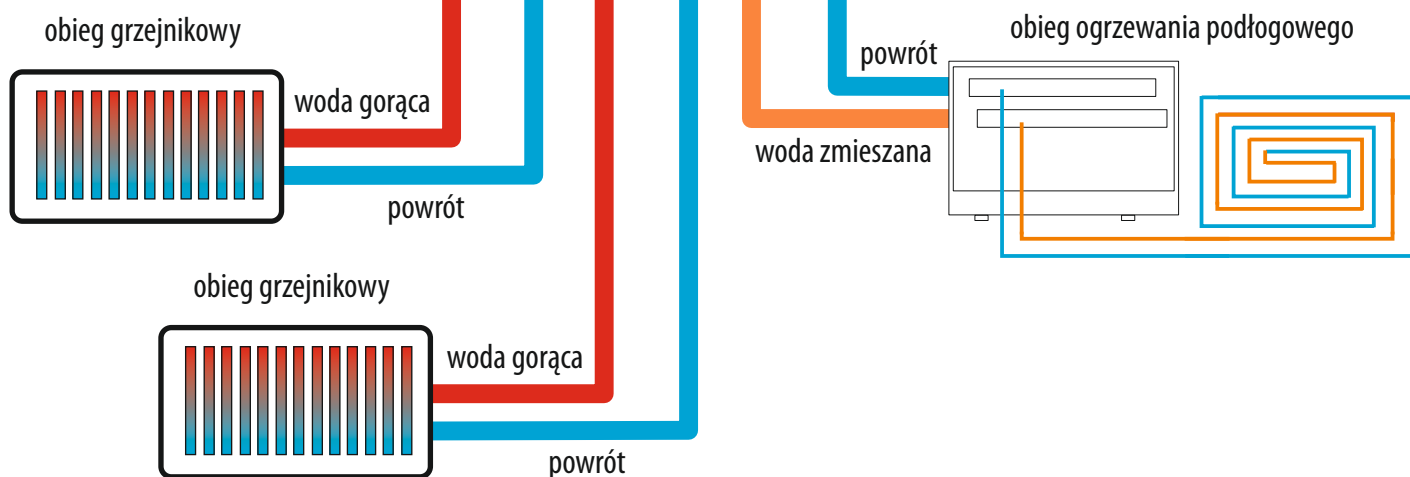 obieg grzejnikowy
woda gorąca
powrót
obieg grzejnikowy
woda gorąca
powrót
obieg ogrzewania podłogowego
powrót
woda zmieszana